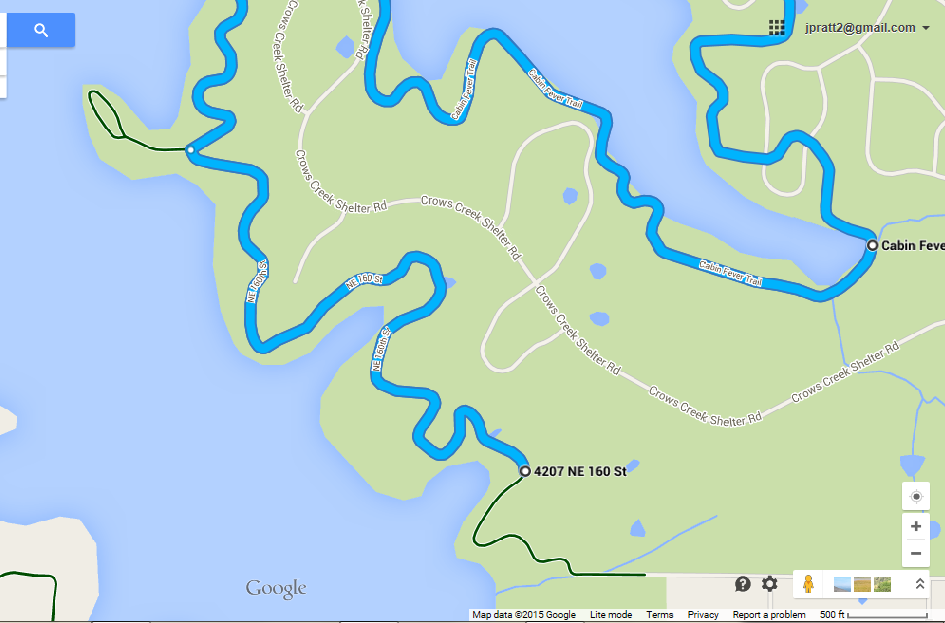 jpratt2@gmail.com
Crows Creek Shelter Rd
Crows Creek Shelter Rd
Cabin Fever Trail
Cabin Fever Trail
Crows Creek Shelter Rd
Crows Creek Shelter Rd
Cabin Feve
NE 160th St
NE 160 St
Cabin Fever Trail
Crows Creek Shelter Rd
NE 160th St
Crows Creek Shelter Rd
Crows Creek Shelter Rd
4207 NE 160 St
Google
Map data ©2015 Google Lite mode Terms Privacy Report a problem 500 ft